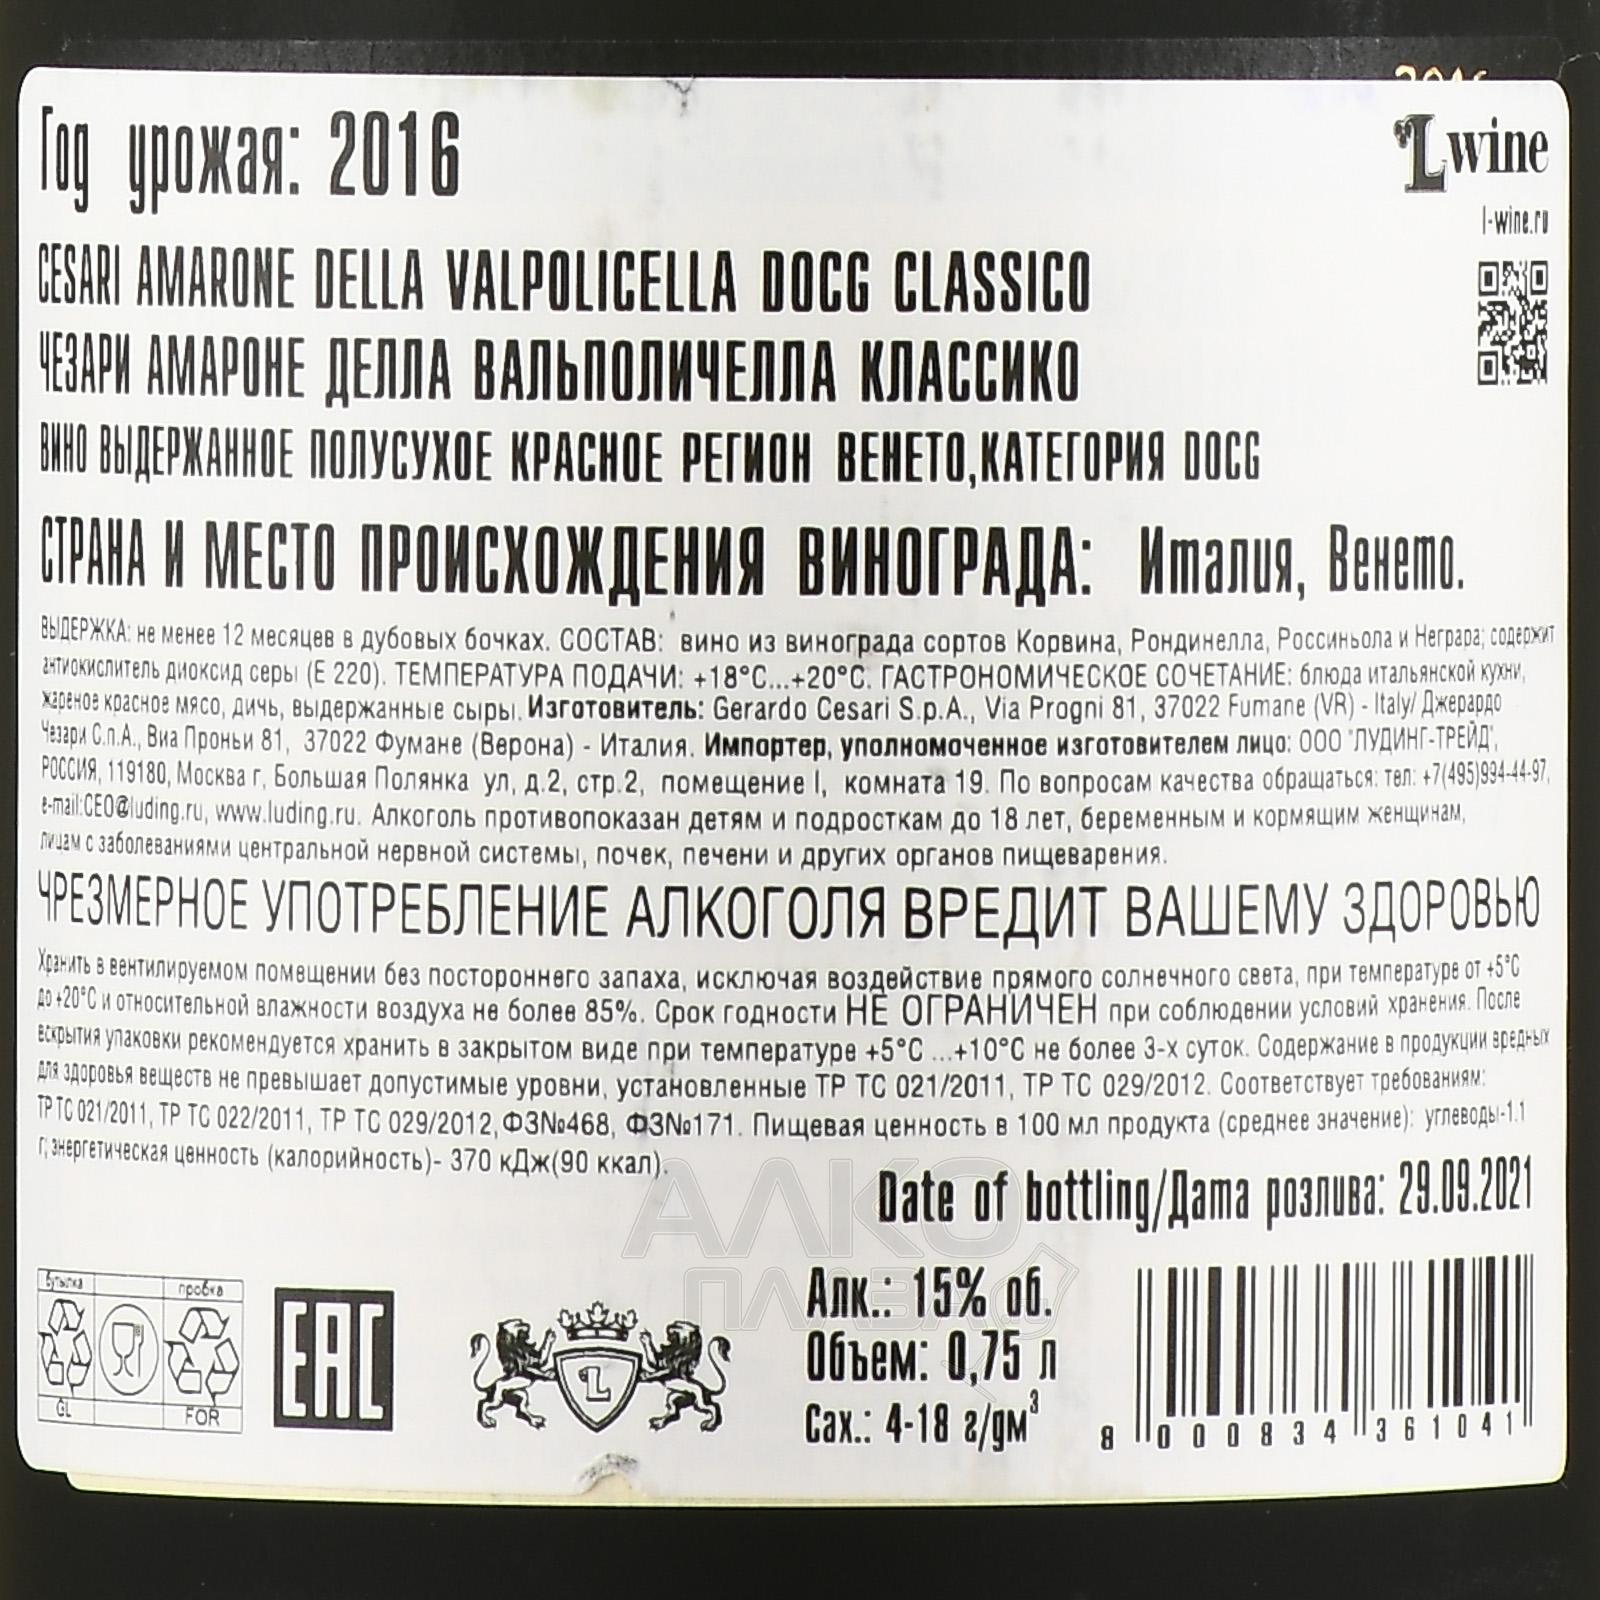 Год урожая: 2016
L wine
l-wine.ru
CESARI AMARONE DELLA VALPOLICELLA DOCG CLASSICO
ЧЕЗАРИ АМАРОНЕ ДЕЛЛА ВАЛЬПОЛИЧЕЛЛА КЛАССИКО
ВИНО ВЫДЕРЖАННОЕ ПОЛУСУХОЕ КРАСНОЕ РЕГИОН ВЕНЕТО,КАТЕГОРИЯ DOCG
СТРАНА И МЕСТО ПРОИСХОЖДЕНИЯ ВИНОГРАДА: Италия, Венето.
ВЫДЕРЖКА: не менее 12 месяцев в дубовых бочках. СОСТАВ: вино из винограда сортов Корвина, Рондинелла, Россиньола и Неграра; содержит
антиокислитель диоксид серы (Е 220). ТЕМПЕРАТУРА ПОДАЧИ: +18°C...+20°C. ГАСТРОНОМИЧЕСКОЕ СОЧЕТАНИЕ: блюда итальянской кухни,
жареное красное мясо, дичь, выдержанные сыры. Изготовитель: Gerardo Cesari S.p.A., Via Progni 81, 37022 Fumane (VR) - Italy/ Джерардо
Чезари С.п.А., Виа Проньи 81, 37022 Фумане (Верона) - Италия. Импортер, уполномоченное изготовителем лицо: ООО "ЛУДИНГ-ТРЕЙД",
РОССИЯ, 119180, Москва г, Большая Полянка ул, д.2, стр.2, помещение I, комната 19. По вопросам качества обращаться: тел: +7(495)994-44-97,
e-mail:CEO@luding.ru, www.luding.ru. Алкоголь противопоказан детям и подросткам до 18 лет, беременным и кормящим женщинам,
лицам с заболеваниями центральной нервной системы, почек, печени и других органов пищеварения.
ЧРЕЗМЕРНОЕ УПОТРЕБЛЕНИЕ АЛКОГОЛЯ ВРЕДИТ ВАШЕМУ ЗДОРОВЬЮ
Хранить в вентилируемом помещении без постороннего запаха, исключая воздействие прямого солнечного света, при температуре от +5°C
до +20°C и относительной влажности воздуха не более 85%. Срок годности НЕ ОГРАНИЧЕН при соблюдении условий хранения. После
вскрытия упаковки рекомендуется хранить в закрытом виде при температуре +5°C ...+10°C не более 3-х суток. Содержание в продукции вредных
для здоровья веществ не превышает допустимые уровни, установленные ТР ТС 021/2011, ТР ТС 029/2012. Соответствует требованиям:
ТР ТС 021/2011, ТР ТС 022/2011, ТР ТС 029/2012,ФЗ№468, ФЗ№171. Пищевая ценность в 100 мл продукта (среднее значение): углеводы-1.1
г; энергетическая ценность (калорийность)- 370 кДж(90 ккал).
АЛКО
ПЛАЗА
Date of bottling/Дата розлива: 29.09.2021
бутылка
пробка
GL
FOR
EAC
L
Алк.: 15% об.
Объем: 0,75 л
Сах.: 4-18 г/дм³
8 000834 361041